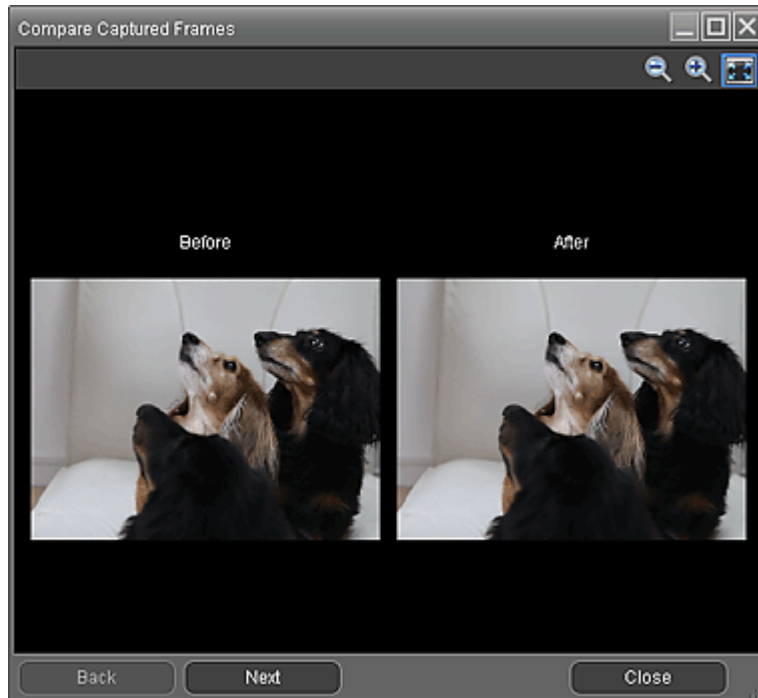 Compare Captured Frames
Before
After
Back
Next
Close